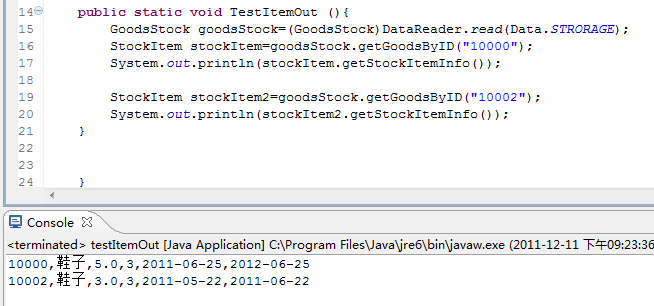 14 public static void TestItemOut (){
15 GoodsStock goodsStock=(GoodsStock)DataReader.read(Data.STRORAGE);
16 StockItem stockItem=goodsStock.getGoodsByID("10000");
17 System.out.println(stockItem.getStockItemInfo());
18
19 StockItem stockItem2=goodsStock.getGoodsByID("10002");
20 System.out.println(stockItem2.getStockItemInfo());
21 }
22
23
24 }
Console
<terminated> testItemOut [Java Application] C:\Program Files\Java\jre6\bin\javaw.exe (2011-12-11 下午09:23:36
10000,鞋子,5.0,3,2011-06-25,2012-06-25
10002,鞋子,3.0,3,2011-05-22,2011-06-22